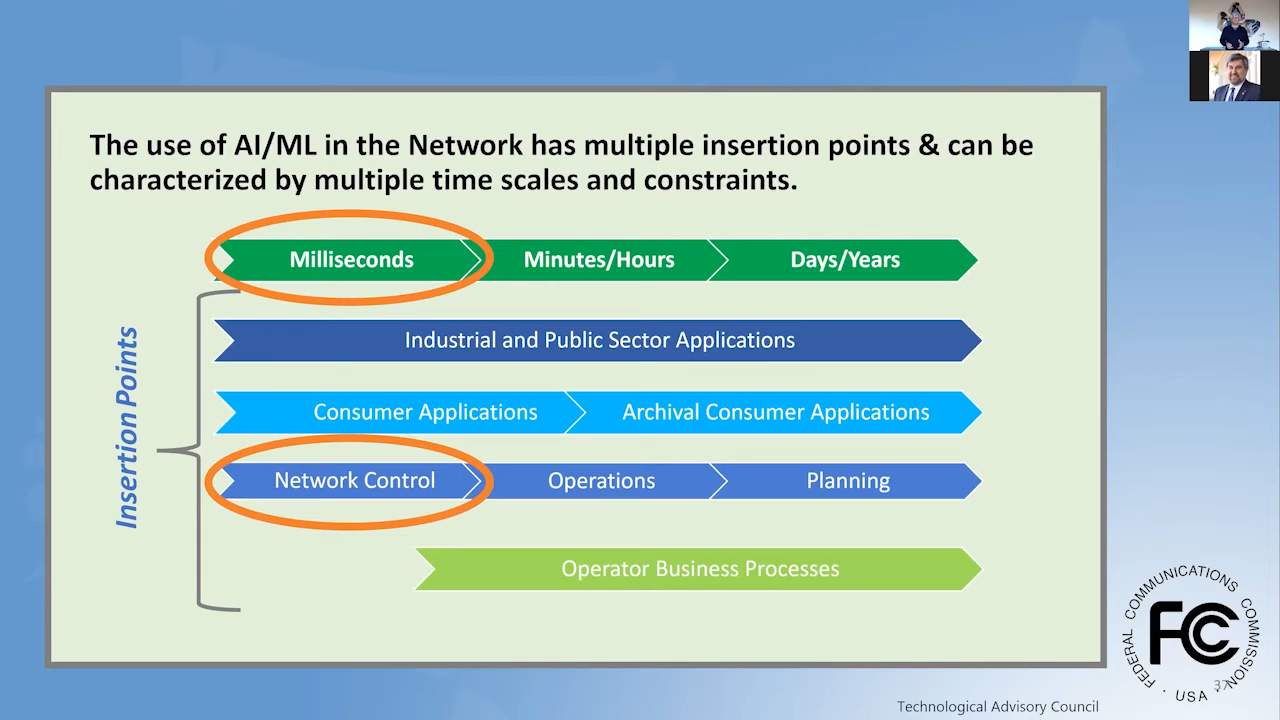 The use of AI/ML in the Network has multiple insertion points & can be
characterized by multiple time scales and constraints.
Milliseconds
Minutes/Hours
Days/Years
Insertion Points
Industrial and Public Sector Applications
Consumer Applications
Archival Consumer Applications
Network Control
Operations
Planning
Operator Business Processes
FEDERAL COMMUNICATIONS COMMISSION
· USA ·
FCC
37
Technological Advisory Council